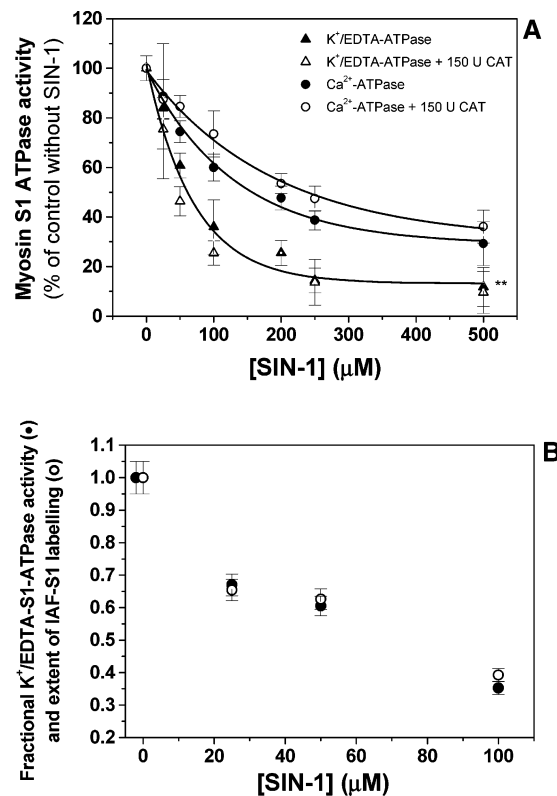 A
Myosin S1 ATPase activity
(% of control without SIN-1)
120
100
80
60
40
20
0
K⁺/EDTA-ATPase
K⁺/EDTA-ATPase + 150 U CAT
Ca²⁺-ATPase
Ca²⁺-ATPase + 150 U CAT
**
0 100 200 300 400 500
[SIN-1] (μM)
B
Fractional K⁺/EDTA-S1-ATPase activity (●)
and extent of IAF-S1 labelling (o)
1.1
1.0
0.9
0.8
0.7
0.6
0.5
0.4
0.3
0.2
0 20 40 60 80 100
[SIN-1] (μM)